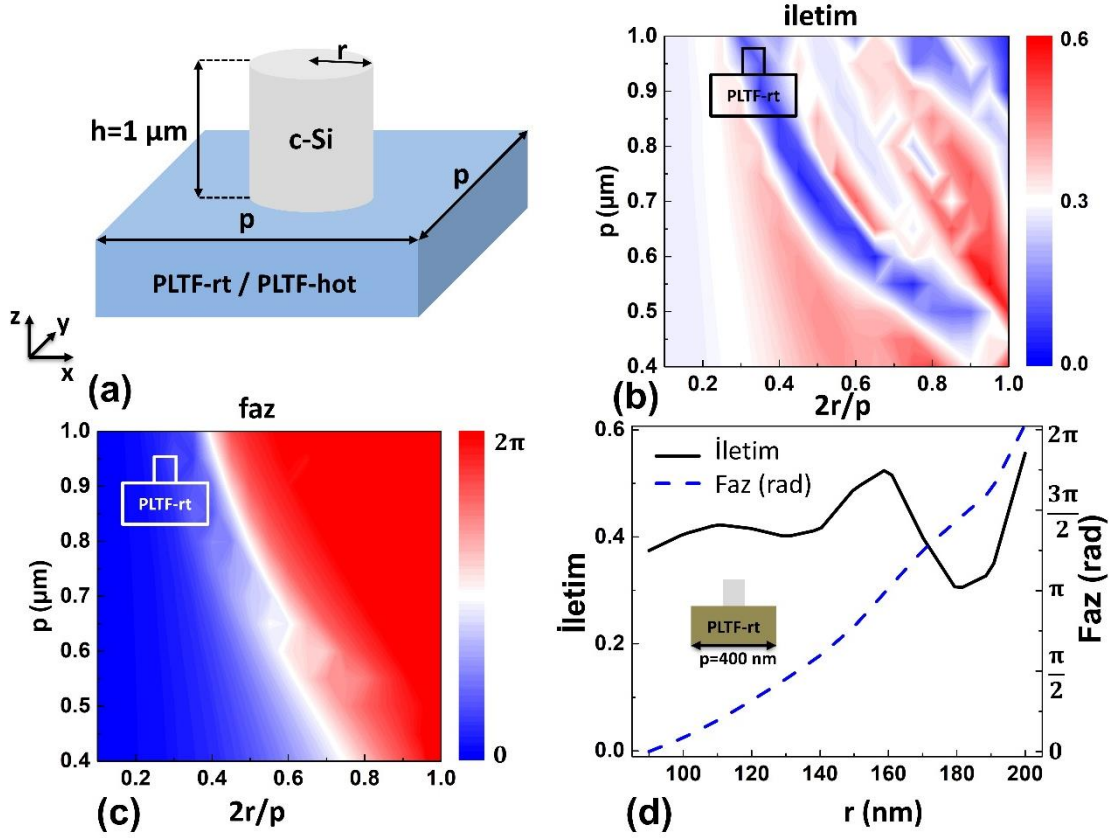 r
h=1 µm
c-Si
p
p
PLTF-rt / PLTF-hot
z
y
x
(a)
iletim
1.0
0.9
0.8
0.7
0.6
0.5
0.4
p (µm)
PLTF-rt
0.2
0.4
0.6
0.8
1.0
2r/p
0.6
0.3
0.0
(b)
faz
1.0
0.9
0.8
0.7
0.6
0.5
0.4
p (µm)
PLTF-rt
0.2
0.4
0.6
0.8
1.0
2r/p
2π
0
(c)
0.6
0.4
0.2
0.0
İletim
İletim
Faz (rad)
PLTF-rt
p=400 nm
2π
3π
2
π
π
2
0
Faz (rad)
100
120
140
160
180
200
r (nm)
(d)